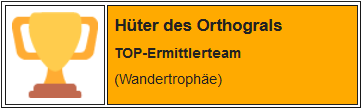 Hüter des Orthograls
TOP-Ermittlerteam
(Wandertrophäe)